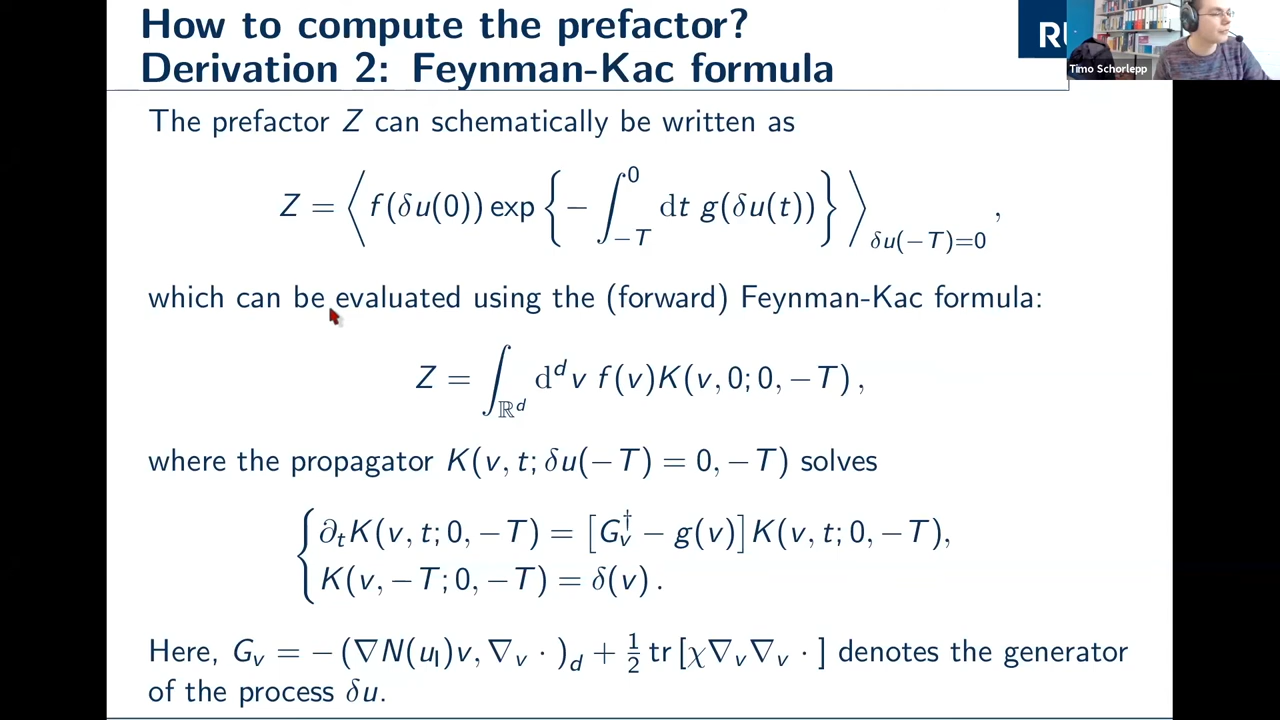 How to compute the prefactor?
Derivation 2: Feynman-Kac formula
RU
Timo Schorlepp
The prefactor Z can schematically be written as
Z = ⟨ f(δu(0)) exp { − ∫_{−T}^{0} dt g(δu(t)) } ⟩_{δu(−T)=0} ,
which can be evaluated using the (forward) Feynman-Kac formula:
Z = ∫_{ℝ^d} d^d v f(v)K(v, 0; 0, −T) ,
where the propagator K(v, t; δu(−T) = 0, −T) solves
{ ∂_t K(v, t; 0, −T) = [G_v^† − g(v)] K(v, t; 0, −T),
K(v, −T; 0, −T) = δ(v) .
Here, G_v = − (∇N(u_I)v, ∇_v · )_d + ½ tr [χ∇_v∇_v · ] denotes the generator
of the process δu.